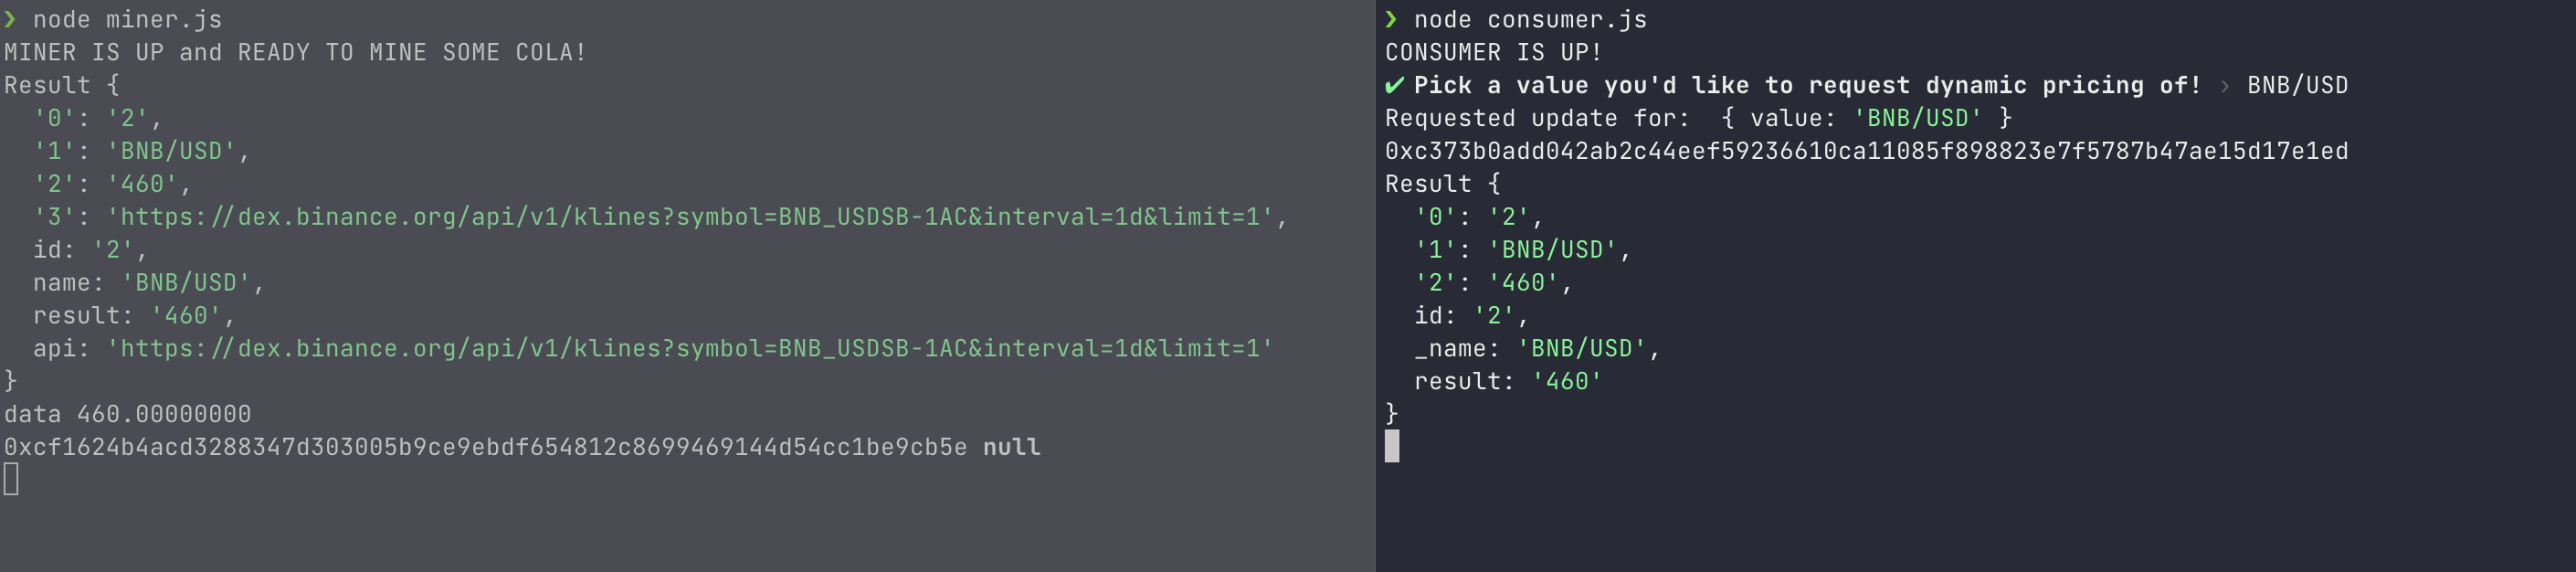 ❯ node miner.js
MINER IS UP and READY TO MINE SOME COLA!
Result {
  '0': '2',
  '1': 'BNB/USD',
  '2': '460',
  '3': 'https://dex.binance.org/api/v1/klines?symbol=BNB_USDSB-1AC&interval=1d&limit=1',
  id: '2',
  name: 'BNB/USD',
  result: '460',
  api: 'https://dex.binance.org/api/v1/klines?symbol=BNB_USDSB-1AC&interval=1d&limit=1'
}
data 460.00000000
0xcf1624b4acd3288347d303005b9ce9ebdf654812c8699469144d54cc1be9cb5e null
❯ node consumer.js
CONSUMER IS UP!
✔ Pick a value you'd like to request dynamic pricing of! › BNB/USD
Requested update for:  { value: 'BNB/USD' }
0xc373b0add042ab2c44eef59236610ca11085f898823e7f5787b47ae15d17e1ed
Result {
  '0': '2',
  '1': 'BNB/USD',
  '2': '460',
  id: '2',
  _name: 'BNB/USD',
  result: '460'
}